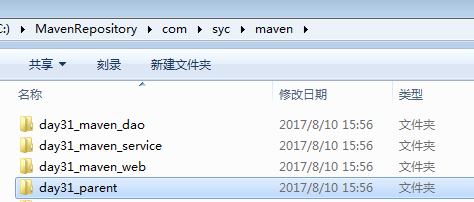 :) ▸ MavenRepository ▸ com ▸ syc ▸ maven ▸
共享 ▼ 刻录 新建文件夹
名称 修改日期 类型
day31_maven_dao 2017/8/10 15:56 文件夹
day31_maven_service 2017/8/10 15:56 文件夹
day31_maven_web 2017/8/10 15:56 文件夹
day31_parent 2017/8/10 15:56 文件夹